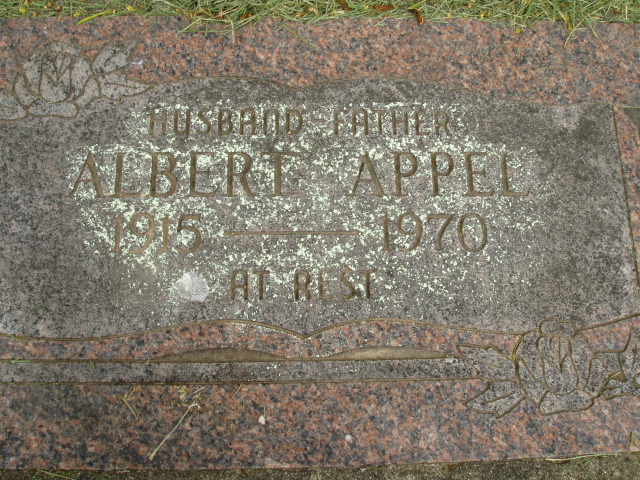 HUSBAND - FATHER
ALBERT APPEL
1915 — 1970
AT REST